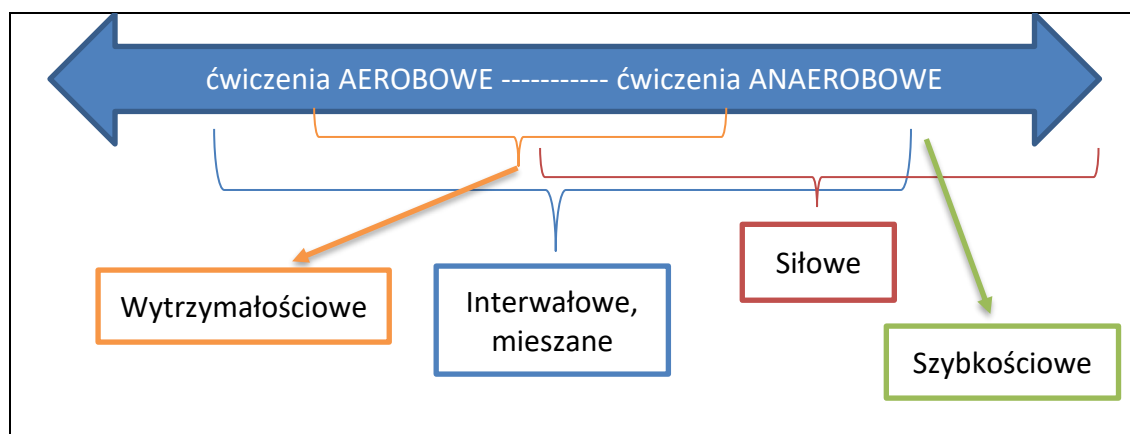 ćwiczenia AEROBOWE ----------- ćwiczenia ANAEROBOWE
Siłowe
Wytrzymałościowe
Interwałowe,
mieszane
Szybkościowe